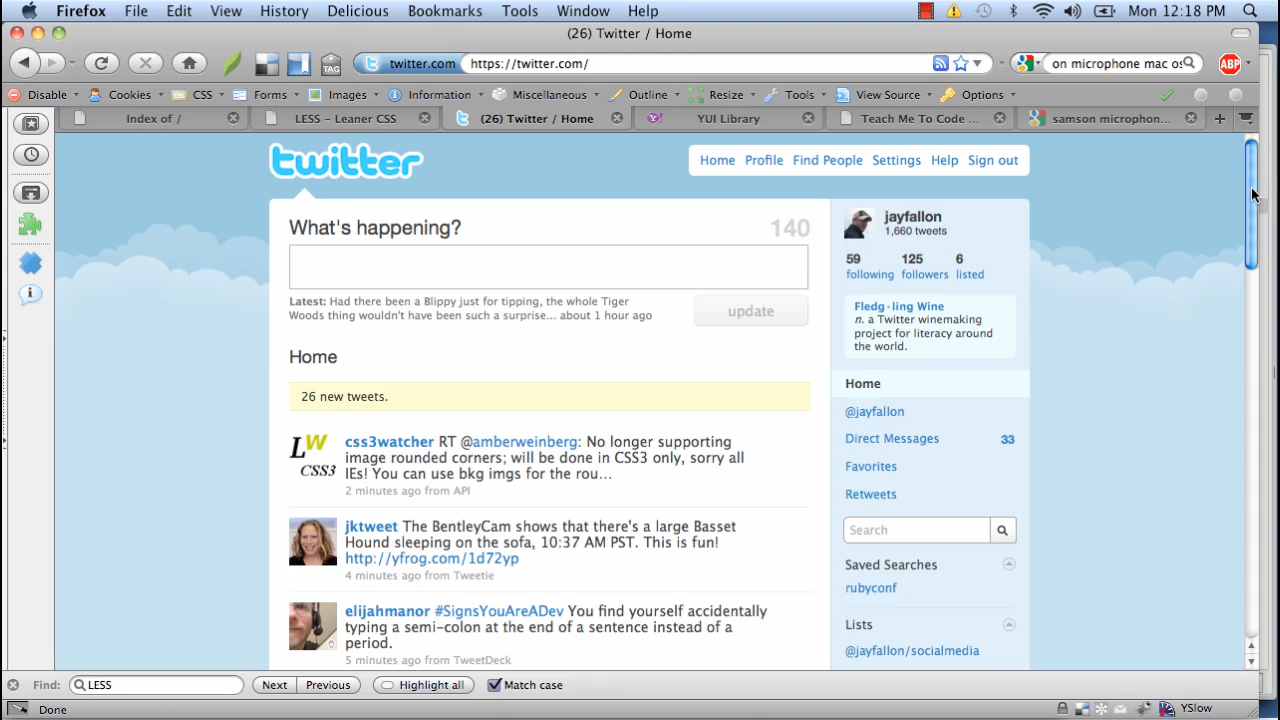 Firefox File Edit View History Delicious Bookmarks Tools Window Help Mon 12:18 PM
(26) Twitter / Home
TAG twitter.com https://twitter.com/ on microphone mac os ABP
Disable Cookies CSS Forms Images Information Miscellaneous Outline Resize Tools View Source Options
Index of / LESS – Leaner CSS (26) Twitter / Home YUI Library Teach Me To Code ... samson microphon...
twitter
Home Profile Find People Settings Help Sign out
What's happening? 140
Latest: Had there been a Blippy just for tipping, the whole Tiger
Woods thing wouldn't have been such a surprise... about 1 hour ago
update
Home
26 new tweets.
LW
CSS3
css3watcher RT @amberweinberg: No longer supporting
image rounded corners; will be done in CSS3 only, sorry all
IEs! You can use bkg imgs for the rou...
2 minutes ago from API
jktweet The BentleyCam shows that there's a large Basset
Hound sleeping on the sofa, 10:37 AM PST. This is fun!
http://yfrog.com/1d72yp
4 minutes ago from Tweetie
elijahmanor #SignsYouAreADev You find yourself accidentally
typing a semi-colon at the end of a sentence instead of a
period.
5 minutes ago from TweetDeck
jayfallon
1,660 tweets
59 125 6
following followers listed
Fledg·ling Wine
n. a Twitter winemaking
project for literacy around
the world.
Home
@jayfallon
Direct Messages 33
Favorites
Retweets
Search
Saved Searches
rubyconf
Lists
@jayfallon/socialmedia
Find: LESS Next Previous Highlight all Match case
Done YSlow